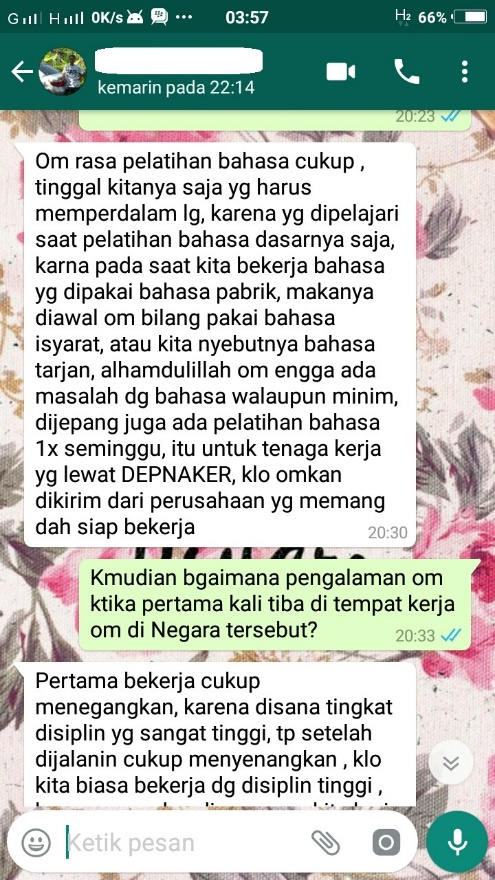 0K/s ... 03:57 H₂ 66%
kemarin pada 22:14
20:23
Om rasa pelatihan bahasa cukup ,
tinggal kitanya saja yg harus
memperdalam lg, karena yg dipelajari
saat pelatihan bahasa dasarnya saja,
karna pada saat kita bekerja bahasa
yg dipakai bahasa pabrik, makanya
diawal om bilang pakai bahasa
isyarat, atau kita nyebutnya bahasa
tarjan, alhamdulillah om engga ada
masalah dg bahasa walaupun minim,
dijepang juga ada pelatihan bahasa
1x seminggu, itu untuk tenaga kerja
yg lewat DEPNAKER, klo omkan
dikirim dari perusahaan yg memang
dah siap bekerja
20:30
Kmudian bgaimana pengalaman om
ktika pertama kali tiba di tempat kerja
om di Negara tersebut?
20:33
Pertama bekerja cukup
menegangkan, karena disana tingkat
disiplin yg sangat tinggi, tp setelah
dijalanin cukup menyenangkan , klo
kita biasa bekerja dg disiplin tinggi ,
Ketik pesan